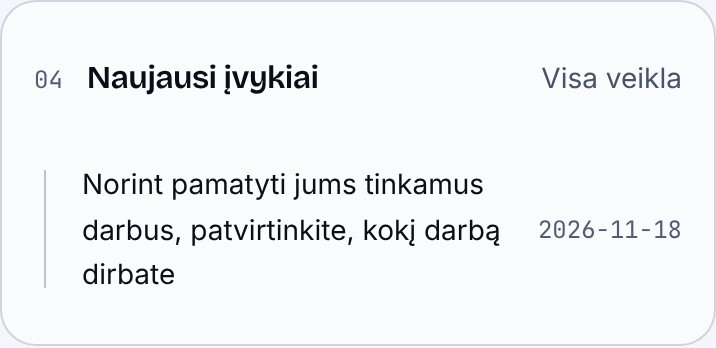 04 Naujausi įvykiai Visa veikla
Norint pamatyti jums tinkamus
darbus, patvirtinkite, kokį darbą 2026-11-18
dirbate